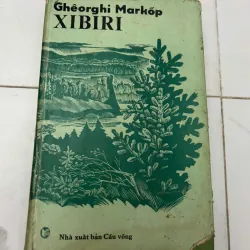 Ghêorghi Markốp
XIBIRI
Nhà xuất bản Cầu vồng